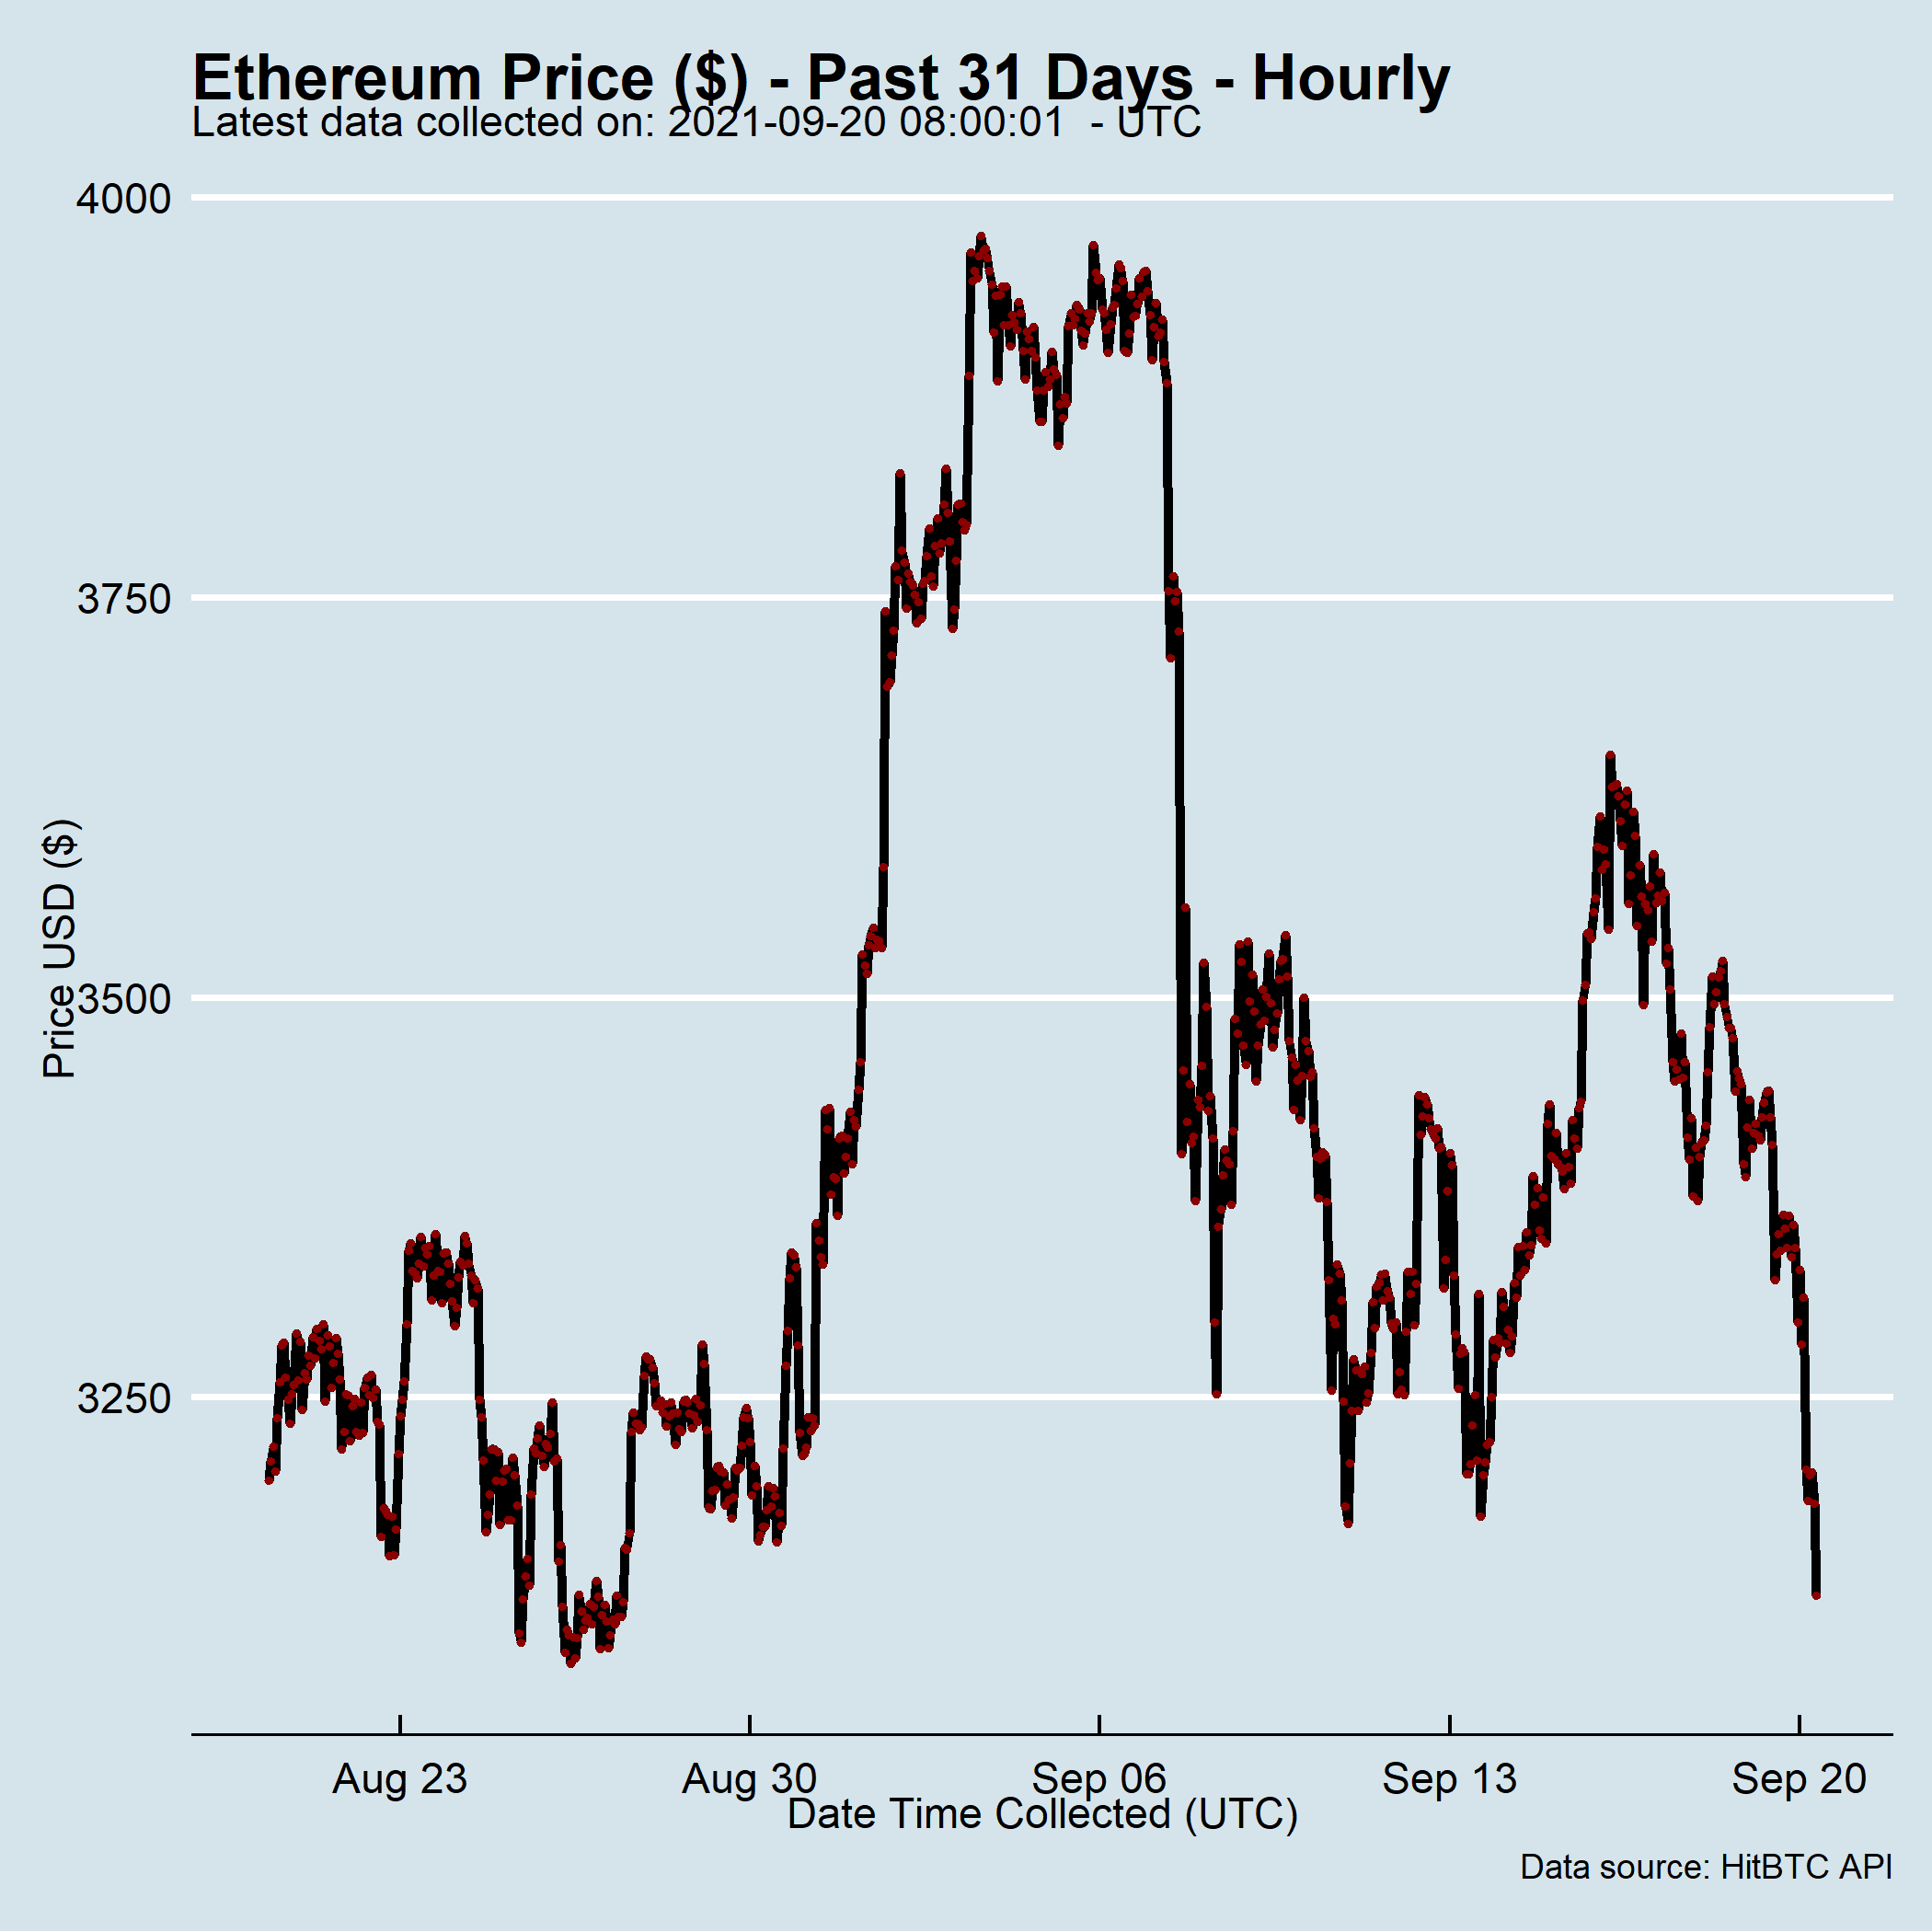 Ethereum Price ($) - Past 31 Days - Hourly
Latest data collected on: 2021-09-20 08:00:01  - UTC
4000
3750
3500
3250
Price USD ($)
Aug 23 Aug 30 Sep 06 Sep 13 Sep 20
Date Time Collected (UTC)
Data source: HitBTC API